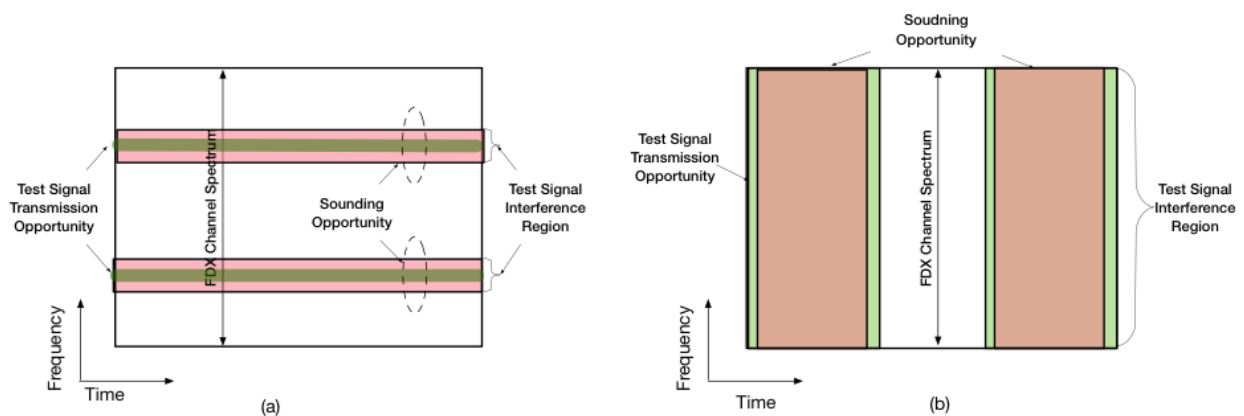 Test Signal
Transmission
Opportunity
FDX Channel Spectrum
Sounding
Opportunity
Test Signal
Interference
Region
Frequency
Time
(a)
Soudning
Opportunity
Test Signal
Transmission
Opportunity
FDX Channel Spectrum
Test Signal
Interference
Region
Frequency
Time
(b)